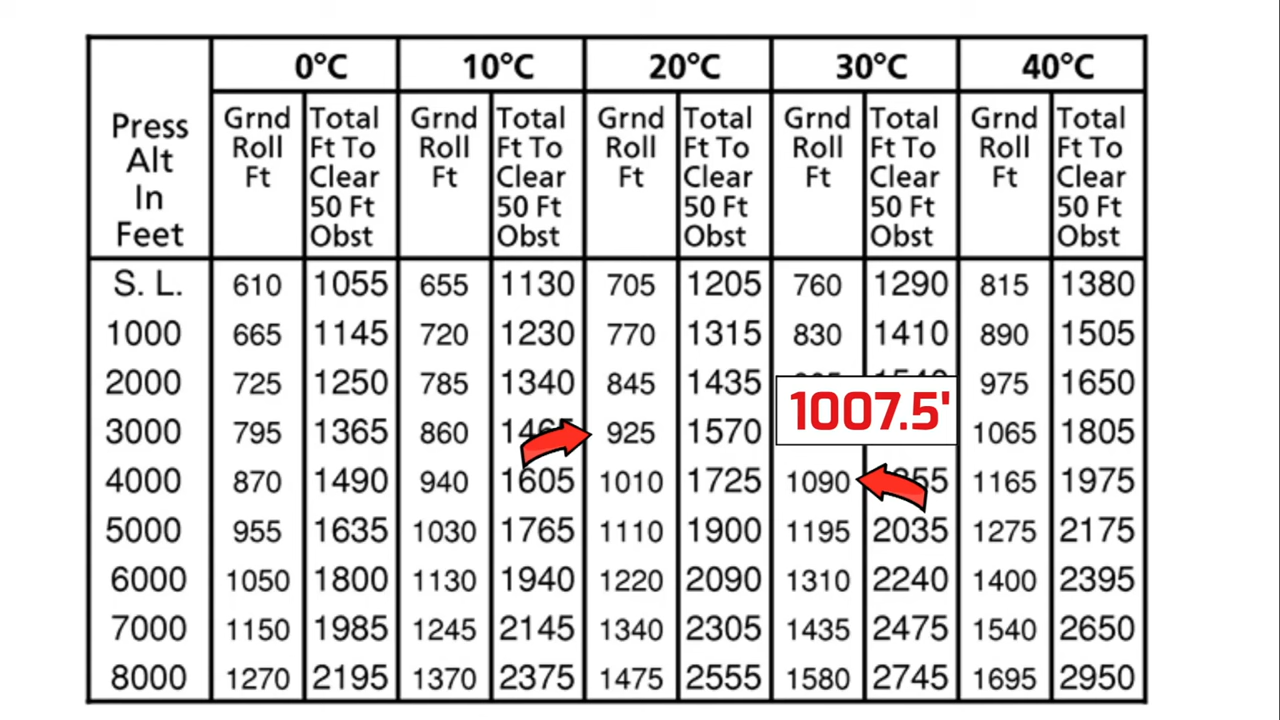 0°C 10°C 20°C 30°C 40°C
Press Alt In Feet
Grnd Roll Ft Total Ft To Clear 50 Ft Obst Grnd Roll Ft Total Ft To Clear 50 Ft Obst Grnd Roll Ft Total Ft To Clear 50 Ft Obst Grnd Roll Ft Total Ft To Clear 50 Ft Obst Grnd Roll Ft Total Ft To Clear 50 Ft Obst
S. L. 610 1055 655 1130 705 1205 760 1290 815 1380
1000 665 1145 720 1230 770 1315 830 1410 890 1505
2000 725 1250 785 1340 845 1435 975 1650
1007.5'
3000 795 1365 860 925 1570 1065 1805
4000 870 1490 940 1605 1010 1725 1090 1165 1975
5000 955 1635 1030 1765 1110 1900 1195 2035 1275 2175
6000 1050 1800 1130 1940 1220 2090 1310 2240 1400 2395
7000 1150 1985 1245 2145 1340 2305 1435 2475 1540 2650
8000 1270 2195 1370 2375 1475 2555 1580 2745 1695 2950